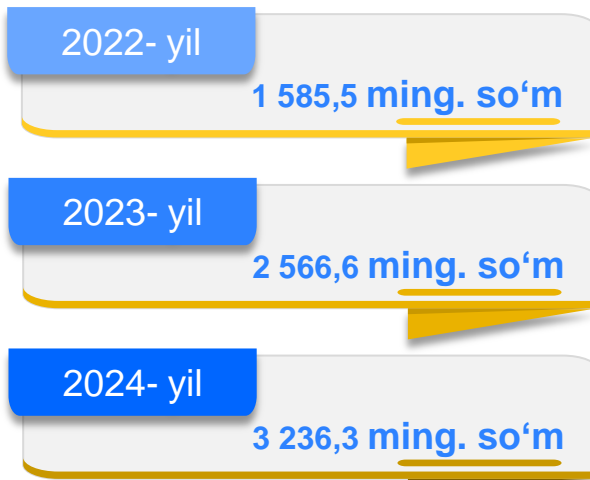 2022- yil
1 585,5 ming. so‘m
2023- yil
2 566,6 ming. so‘m
2024- yil
3 236,3 ming. so‘m